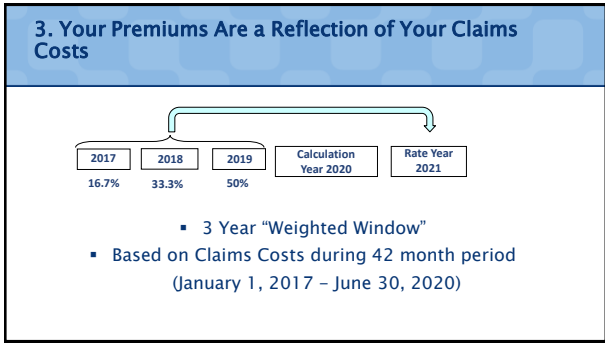 3. Your Premiums Are a Reflection of Your Claims
Costs
2017 2018 2019 Calculation Year 2020 Rate Year 2021
16.7% 33.3% 50%
▪ 3 Year “Weighted Window”
▪ Based on Claims Costs during 42 month period
(January 1, 2017 – June 30, 2020)